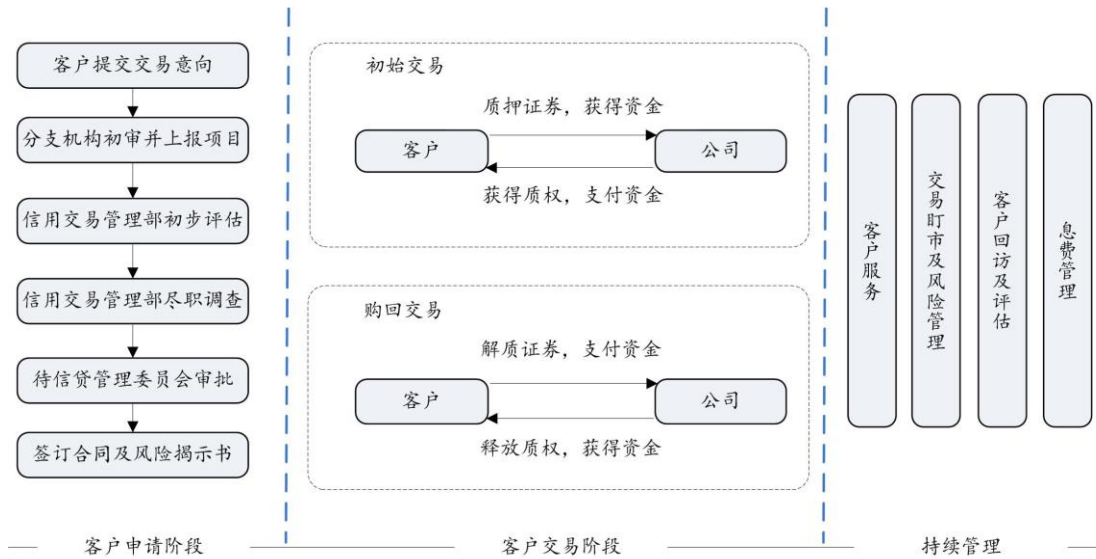 客户提交交易意向
分支机构初审并上报项目
信用交易管理部初步评估
信用交易管理部尽职调查
待信贷管理委员会审批
签订合同及风险揭示书
初始交易
质押证券，获得资金
客户
公司
获得质权，支付资金
购回交易
解质证券，支付资金
客户
公司
释放质权，获得资金
客户服务
交易盯市及风险管理
客户回访及评估
息费管理
客户申请阶段
客户交易阶段
持续管理